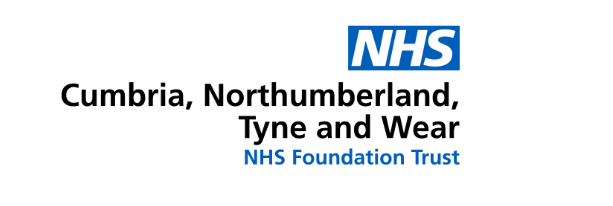 NHS
Cumbria, Northumberland,
Tyne and Wear
NHS Foundation Trust